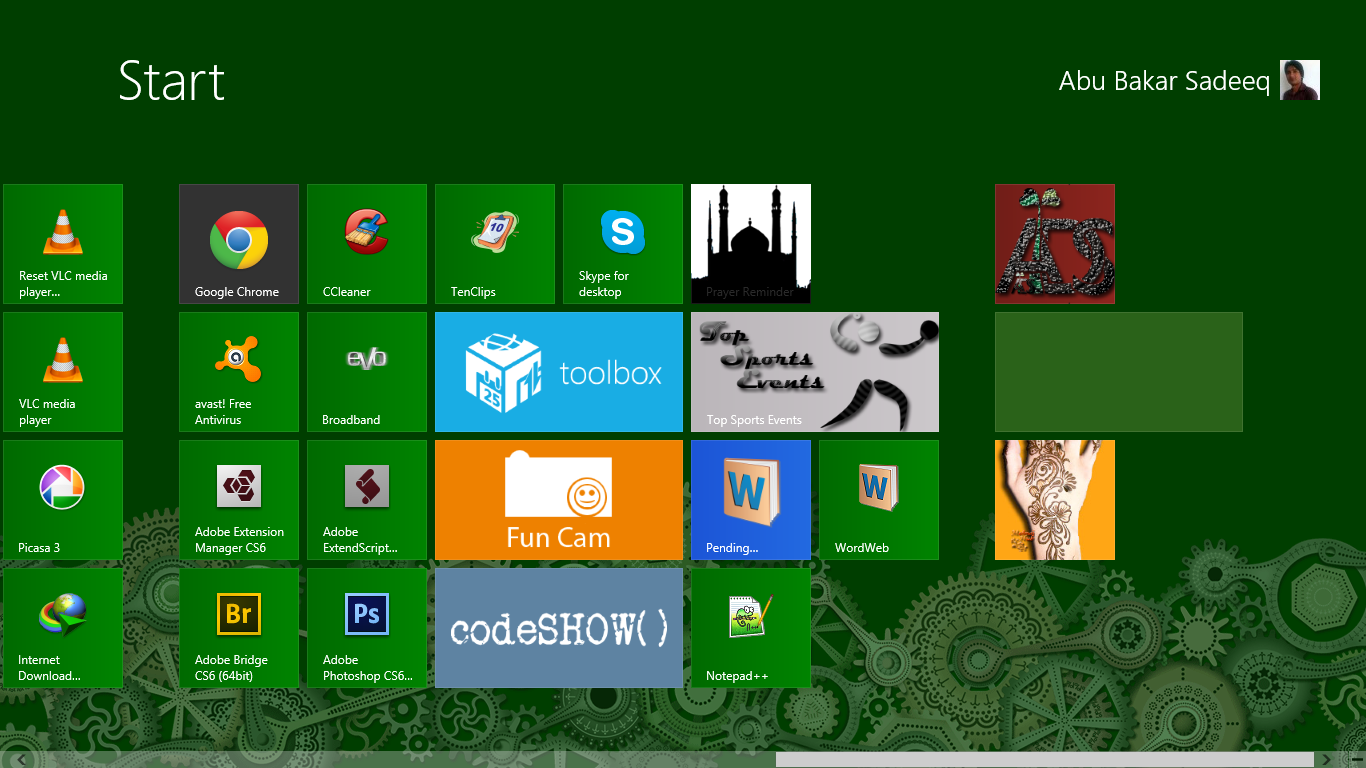 Start
Abu Bakar Sadeeq
Reset VLC media
player...
Google Chrome
CCleaner
10
TenClips
S
Skype for
desktop
Prayer Reminder
ALS
VLC media
player
a
avast! Free
Antivirus
evo
Broadband
25
toolbox
Top
Sports
Events
Top Sports Events
Picasa 3
Adobe Extension
Manager CS6
Adobe
ExtendScript...
Fun Cam
W
Pending...
W
WordWeb
Internet
Download...
Br
Adobe Bridge
CS6 (64bit)
Ps
Adobe
Photoshop CS6...
codeSHOW()
Notepad++